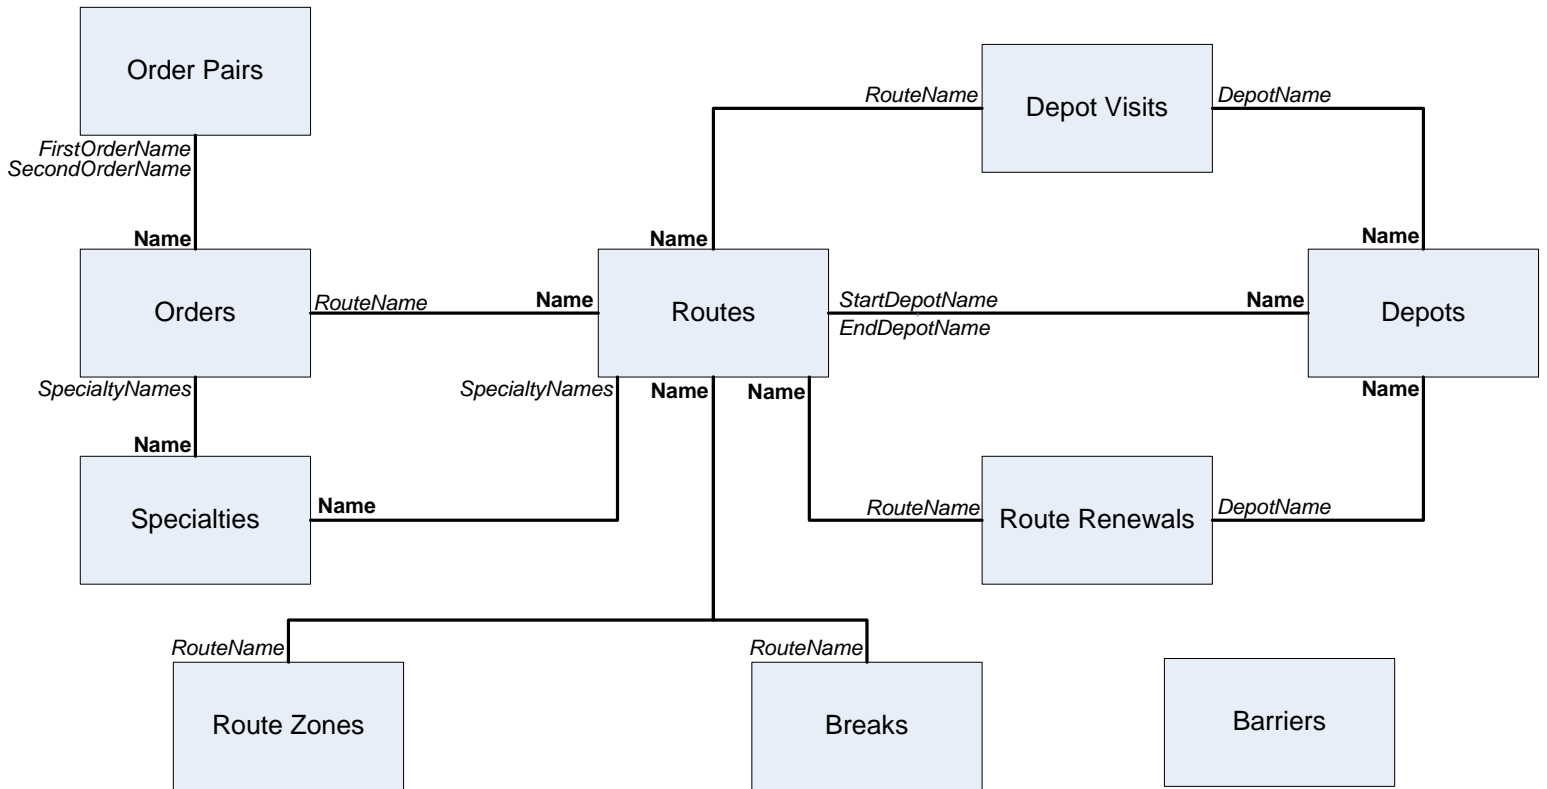 Order Pairs
FirstOrderName
SecondOrderName
Name
Orders
RouteName
Name
SpecialtyNames
Name
Specialties
Name
SpecialtyNames
Name
Routes
Name
Name
StartDepotName
EndDepotName
Name
RouteName
Depot Visits
DepotName
Name
Depots
Name
RouteName
Route Renewals
DepotName
RouteName
Route Zones
RouteName
Breaks
Barriers